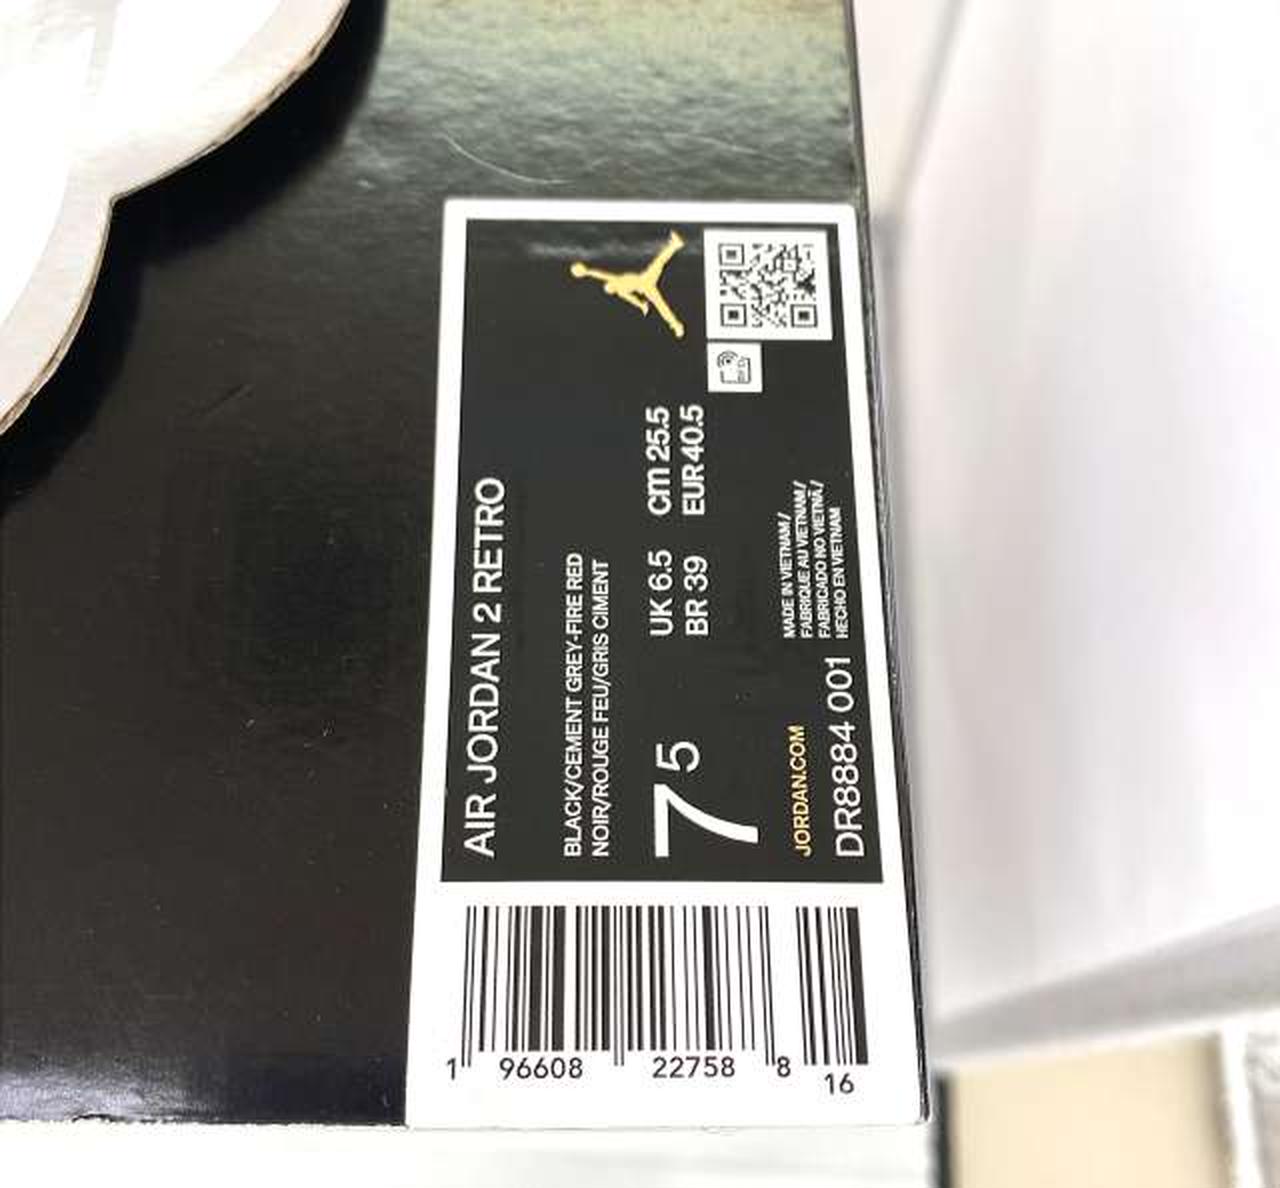 AIR JORDAN 2 RETRO
BLACK/CEMENT GREY-FIRE RED
NOIR/ROUGE FEU/GRIS CIMENT
7 5
UK 6.5 cm 25.5
BR 39 EUR 40.5
JORDAN.COM
DR8884 001
MADE IN VIETNAM/
FABRIQUE AU VIETNAM/
FABRICADO NO VIETNÃ/
HECHO EN VIETNAM
1 96608 22758 8
16